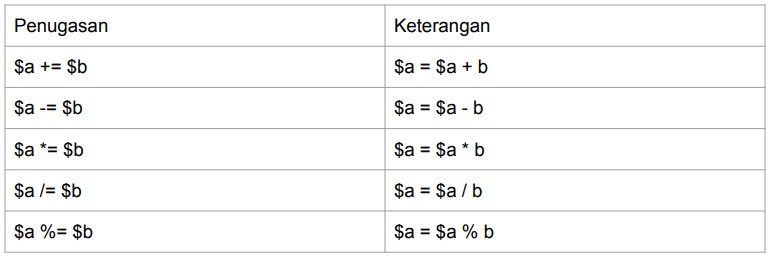 Penugasan Keterangan
$a += $b $a = $a + b
$a -= $b $a = $a - b
$a *= $b $a = $a * b
$a /= $b $a = $a / b
$a %= $b $a = $a % b